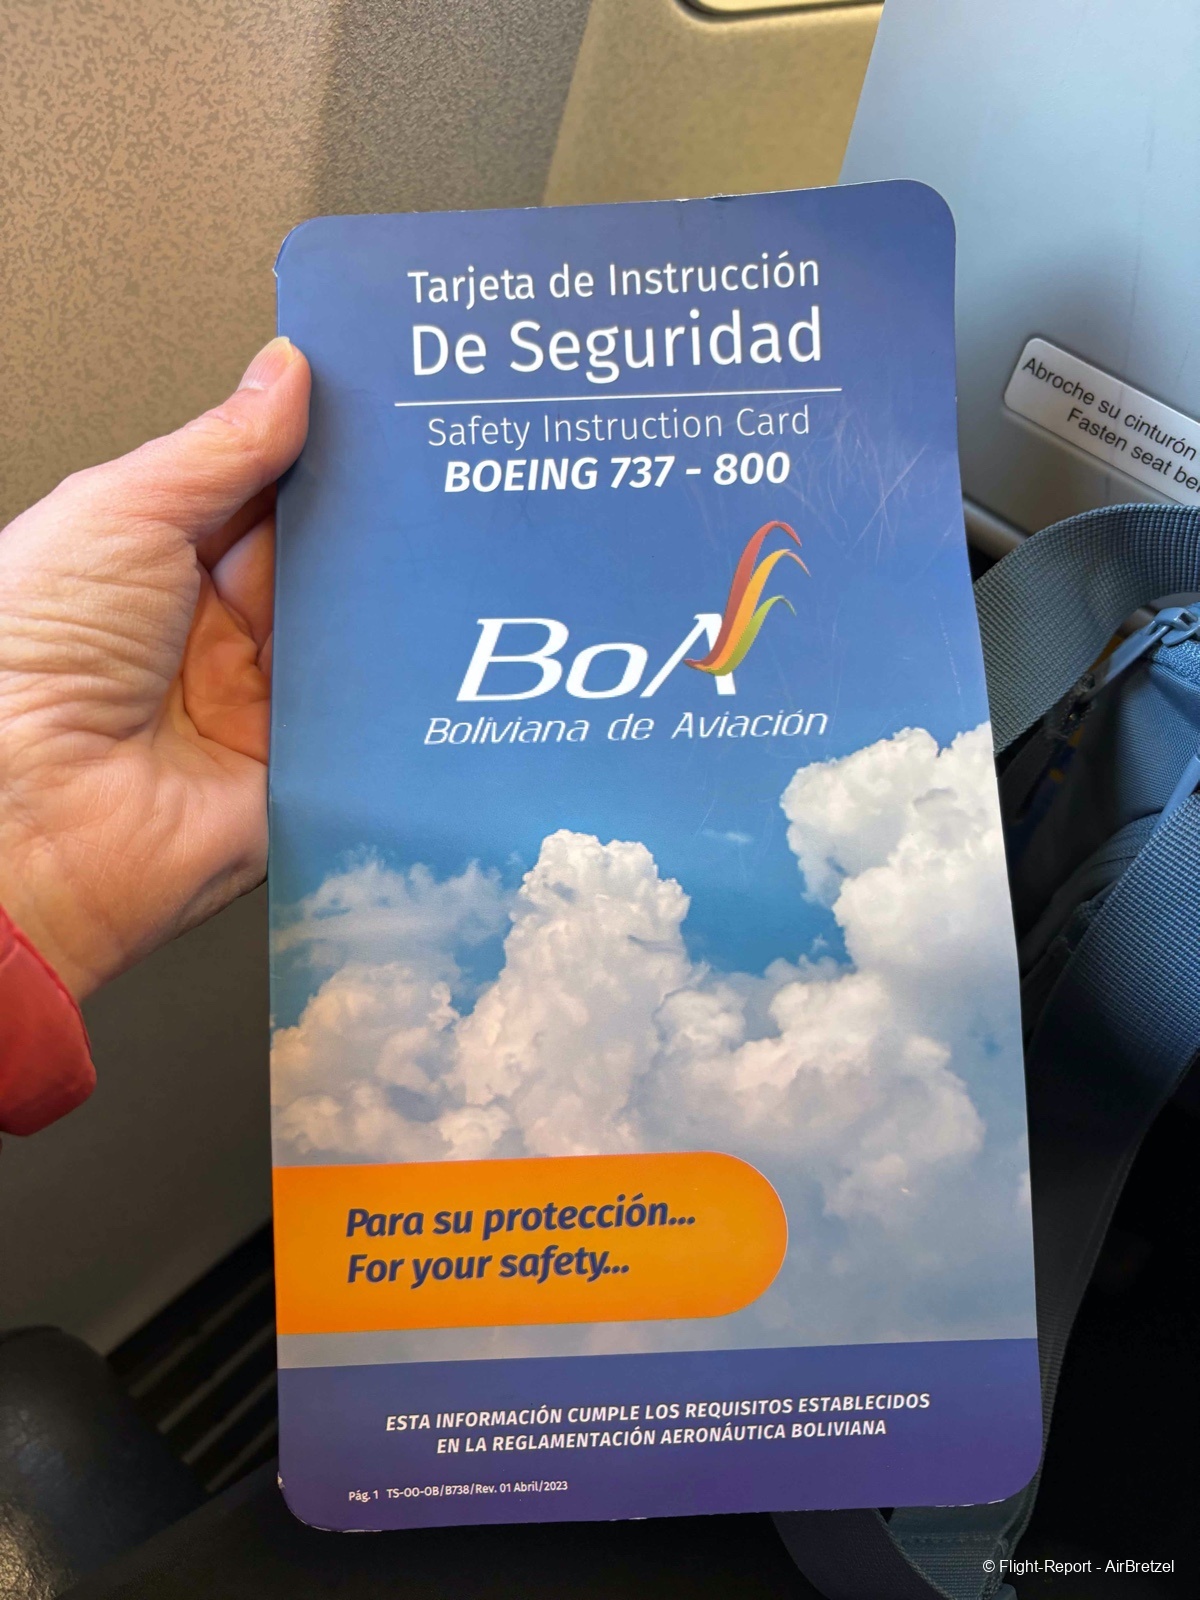 Tarjeta de Instrucción
De Seguridad
Safety Instruction Card
BOEING 737 - 800
BoA
Boliviana de Aviación
Abroche su cinturón
Fasten seat
Para su protección...
For your safety...
ESTA INFORMACIÓN CUMPLE LOS REQUISITOS ESTABLECIDOS
EN LA REGLAMENTACIÓN AERONÁUTICA BOLIVIANA
Pág. 1 TS-OO-OB/B738/Rev. 01 Abril/2023
© Flight-Report - AirBretzel